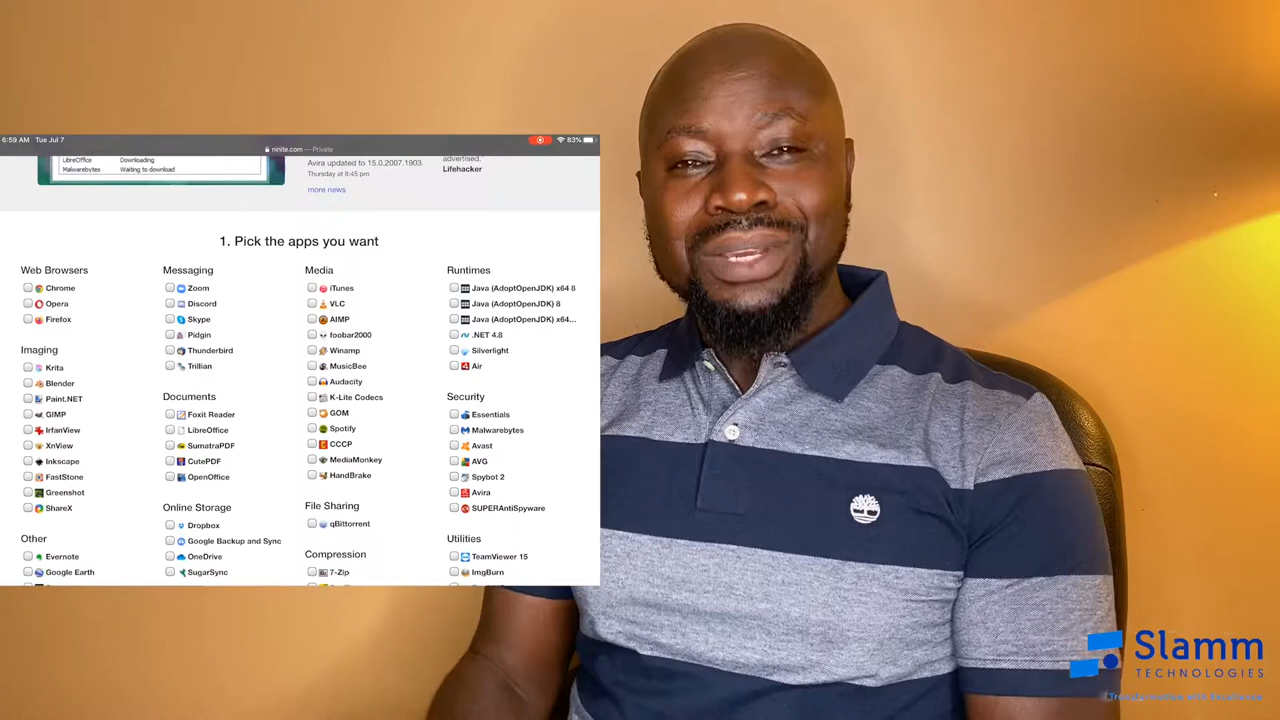 6:59 AM Tue Jul 7
83%
ninite.com — Private
LibreOffice Downloading
Malwarebytes Waiting to download
Avira updated to 15.0.2007.1903.
Thursday at 8:45 pm
more news
advertised."
Lifehacker
1. Pick the apps you want
Web Browsers
Chrome
Opera
Firefox
Imaging
Krita
Blender
Paint.NET
GIMP
IrfanView
XnView
Inkscape
FastStone
Greenshot
ShareX
Other
Evernote
Google Earth
Messaging
Zoom
Discord
Skype
Pidgin
Thunderbird
Trillian
Documents
Foxit Reader
LibreOffice
SumatraPDF
CutePDF
OpenOffice
Online Storage
Dropbox
Google Backup and Sync
OneDrive
SugarSync
Media
iTunes
VLC
AIMP
foobar2000
Winamp
MusicBee
Audacity
K-Lite Codecs
GOM
Spotify
CCCP
MediaMonkey
HandBrake
File Sharing
qBittorrent
Compression
7-Zip
Runtimes
Java (AdoptOpenJDK) x64 8
Java (AdoptOpenJDK) 8
Java (AdoptOpenJDK) x64...
.NET 4.8
Silverlight
Air
Security
Essentials
Malwarebytes
Avast
AVG
Spybot 2
Avira
SUPERAntiSpyware
Utilities
TeamViewer 15
ImgBurn
Slamm
TECHNOLOGIES